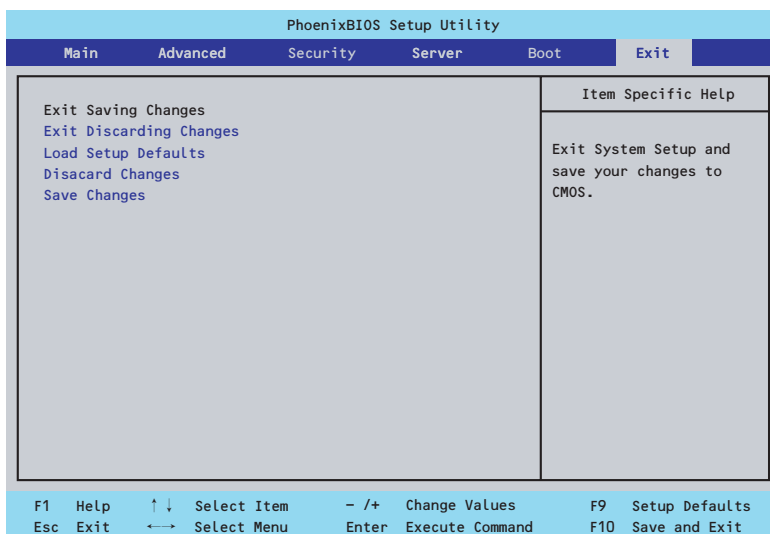 PhoenixBIOS Setup Utility
Main Advanced Security Server Boot Exit
Exit Saving Changes
Exit Discarding Changes
Load Setup Defaults
Disacard Changes
Save Changes
Item Specific Help
Exit System Setup and
save your changes to
CMOS.
F1 Help ↑↓ Select Item – /+ Change Values F9 Setup Defaults
Esc Exit ←→ Select Menu Enter Execute Command F10 Save and Exit